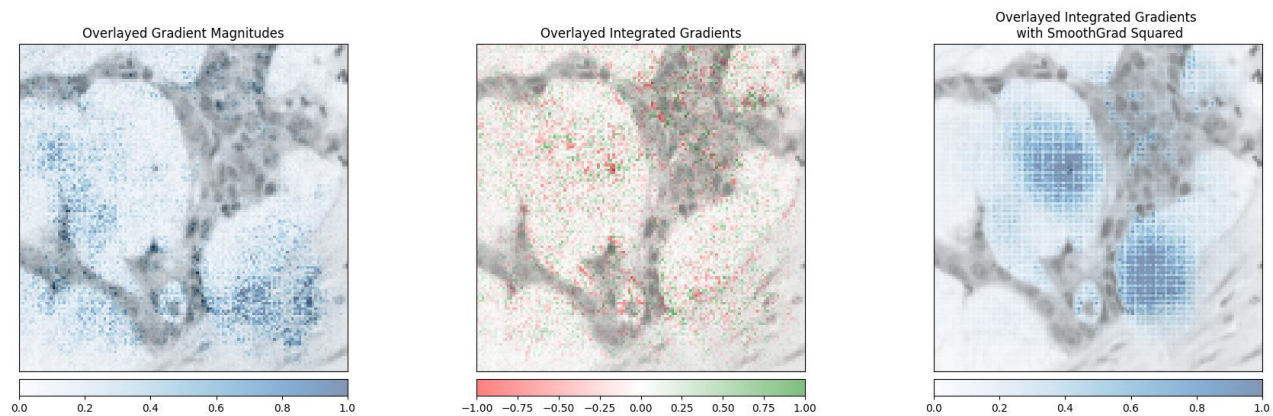 Overlayed Gradient Magnitudes
Overlayed Integrated Gradients
Overlayed Integrated Gradients
with SmoothGrad Squared
0.0 0.2 0.4 0.6 0.8 1.0
−1.00 −0.75 −0.50 −0.25 0.00 0.25 0.50 0.75 1.00
0.0 0.2 0.4 0.6 0.8 1.0